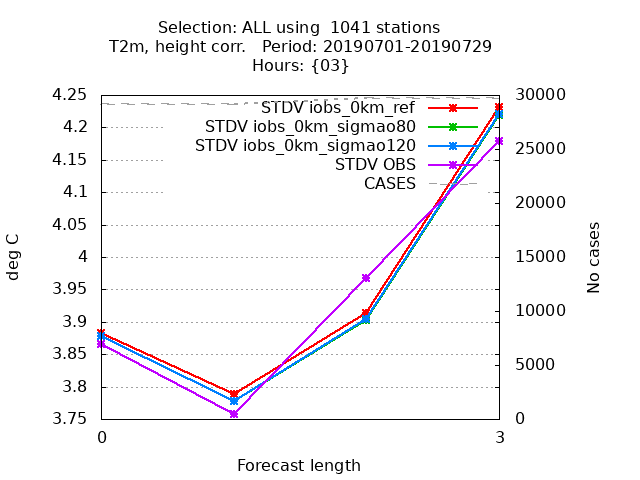 Selection: ALL using  1041 stations
T2m, height corr.   Period: 20190701-20190729
Hours: {03}
4.25
4.2
4.15
4.1
4.05
4
3.95
3.9
3.85
3.8
3.75
deg C
STDV iobs_0km_ref
STDV iobs_0km_sigmao80
STDV iobs_0km_sigmao120
STDV OBS
CASES
30000
25000
20000
15000
10000
5000
0
No cases
0
3
Forecast length